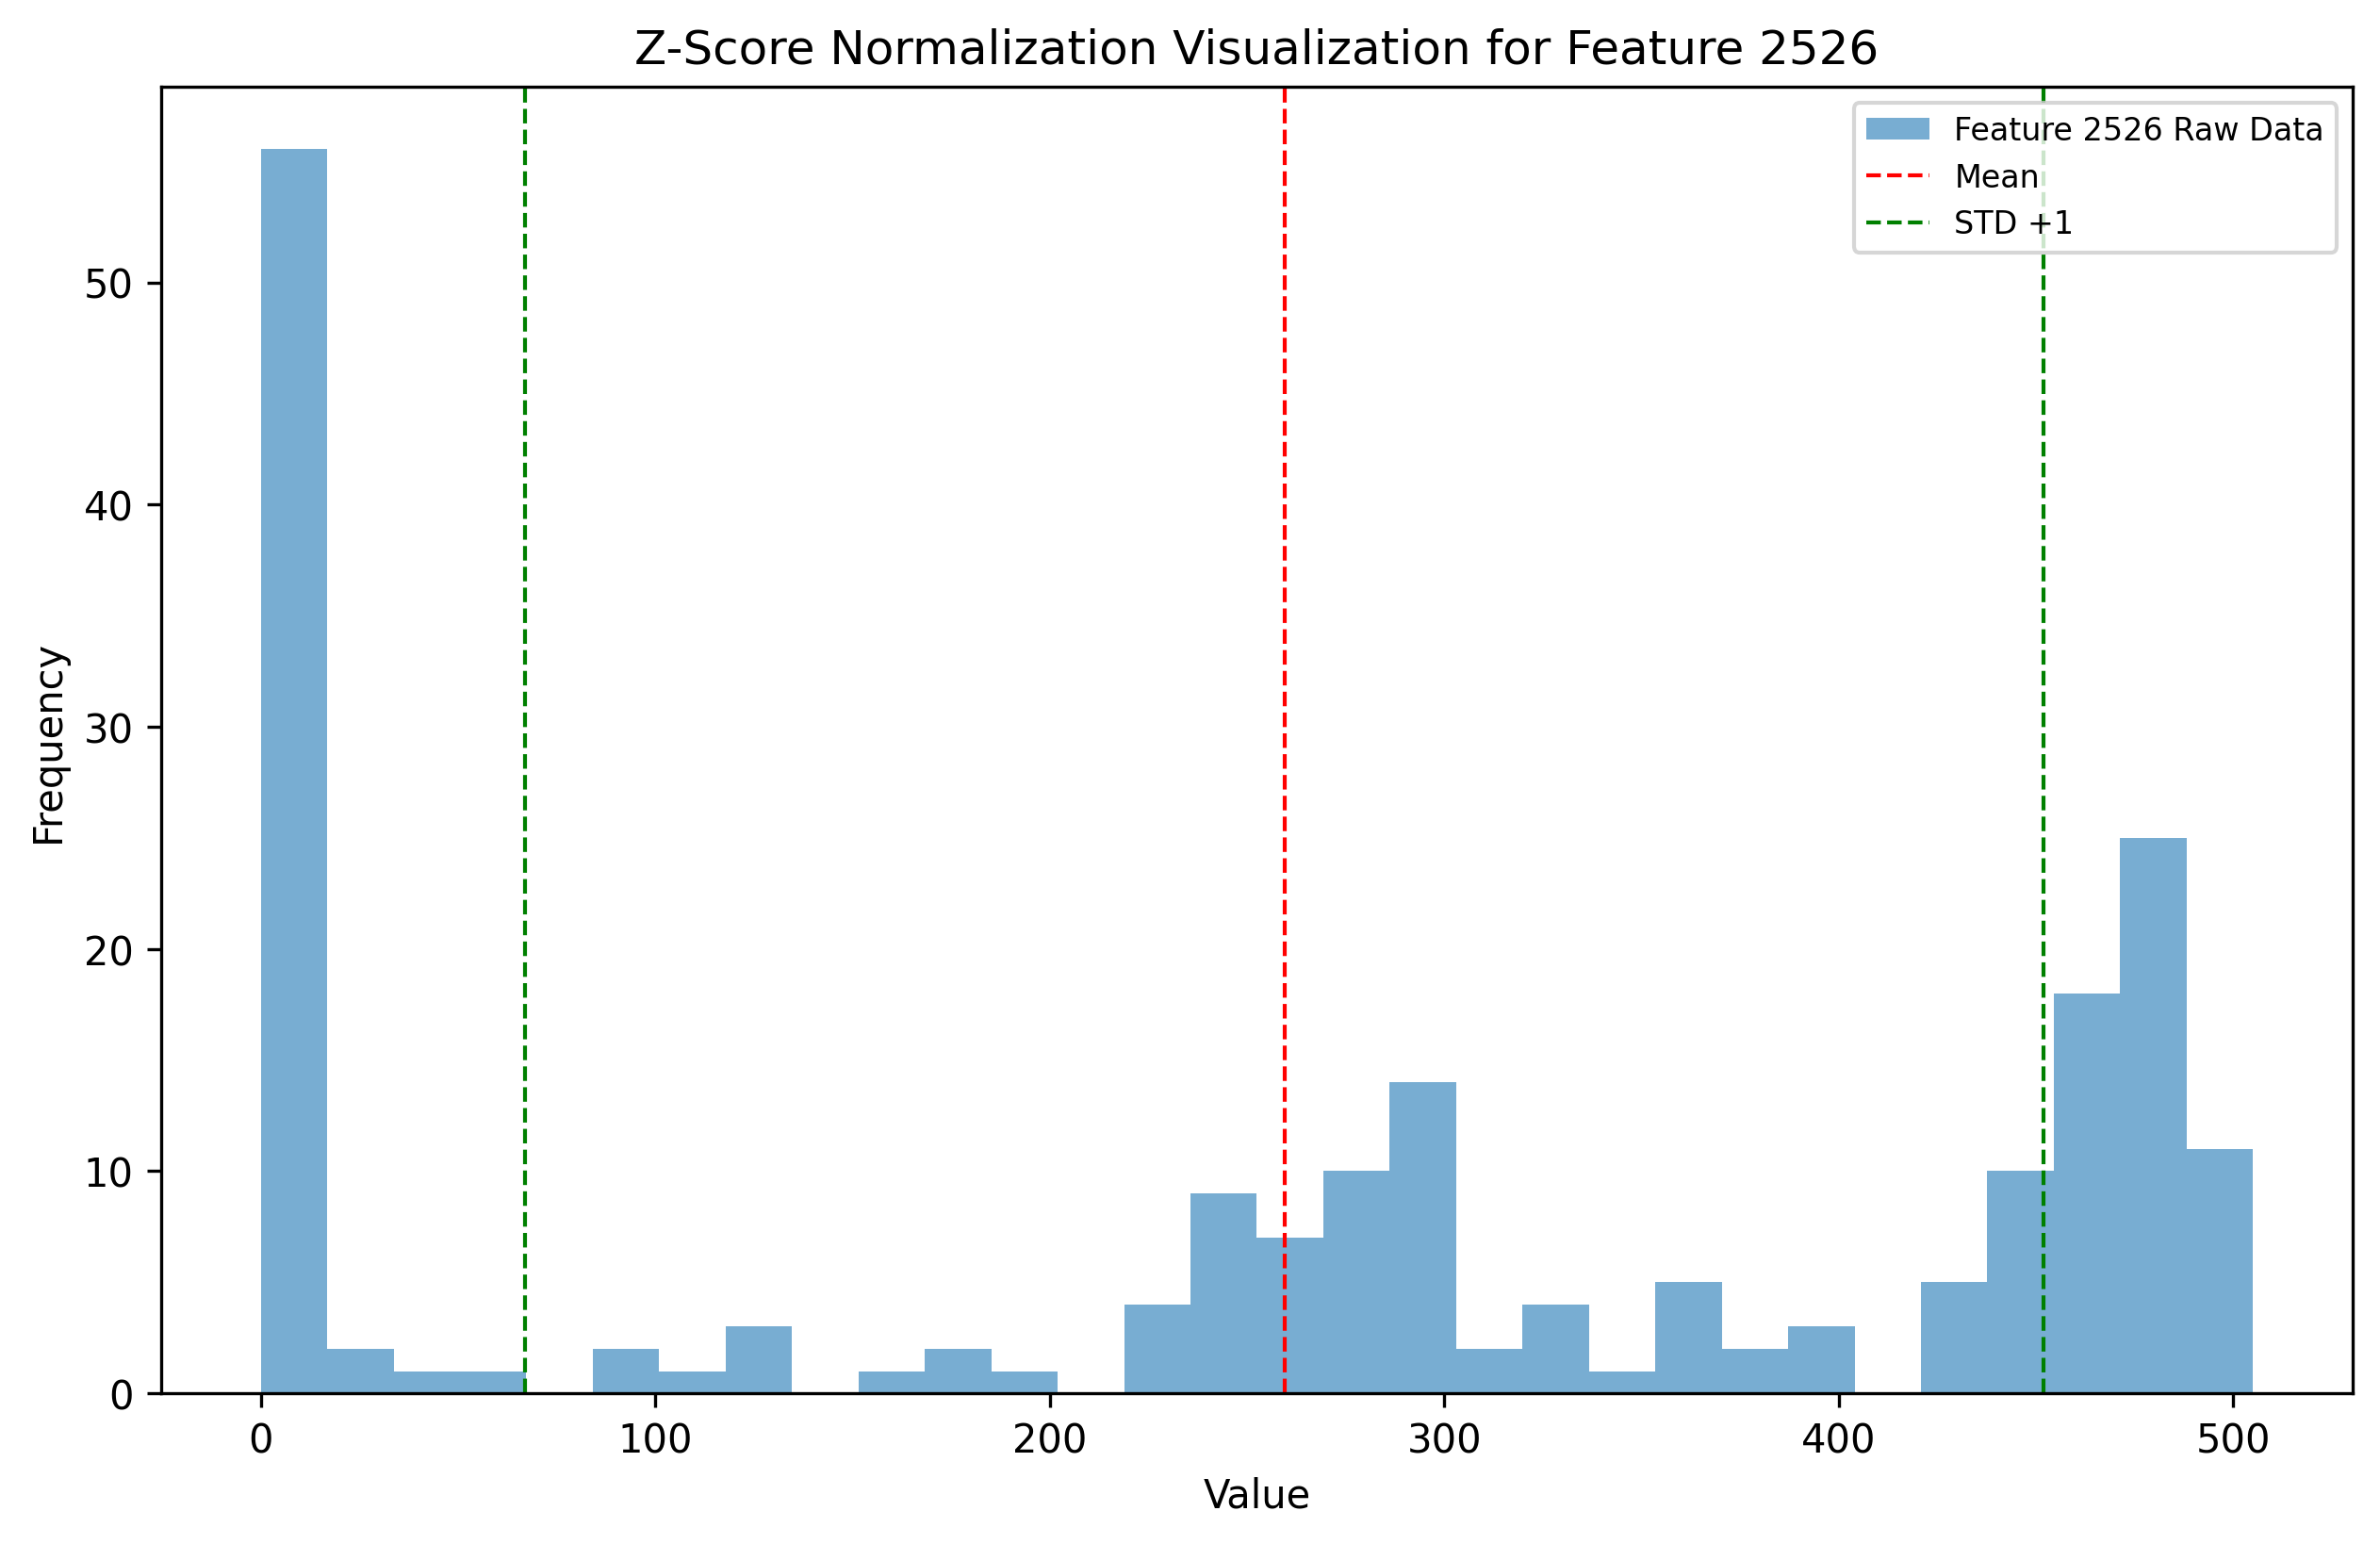 Z-Score Normalization Visualization for Feature 2526
Feature 2526 Raw Data
Mean
STD +1
50
40
30
20
10
0
Frequency
0 100 200 300 400 500
Value